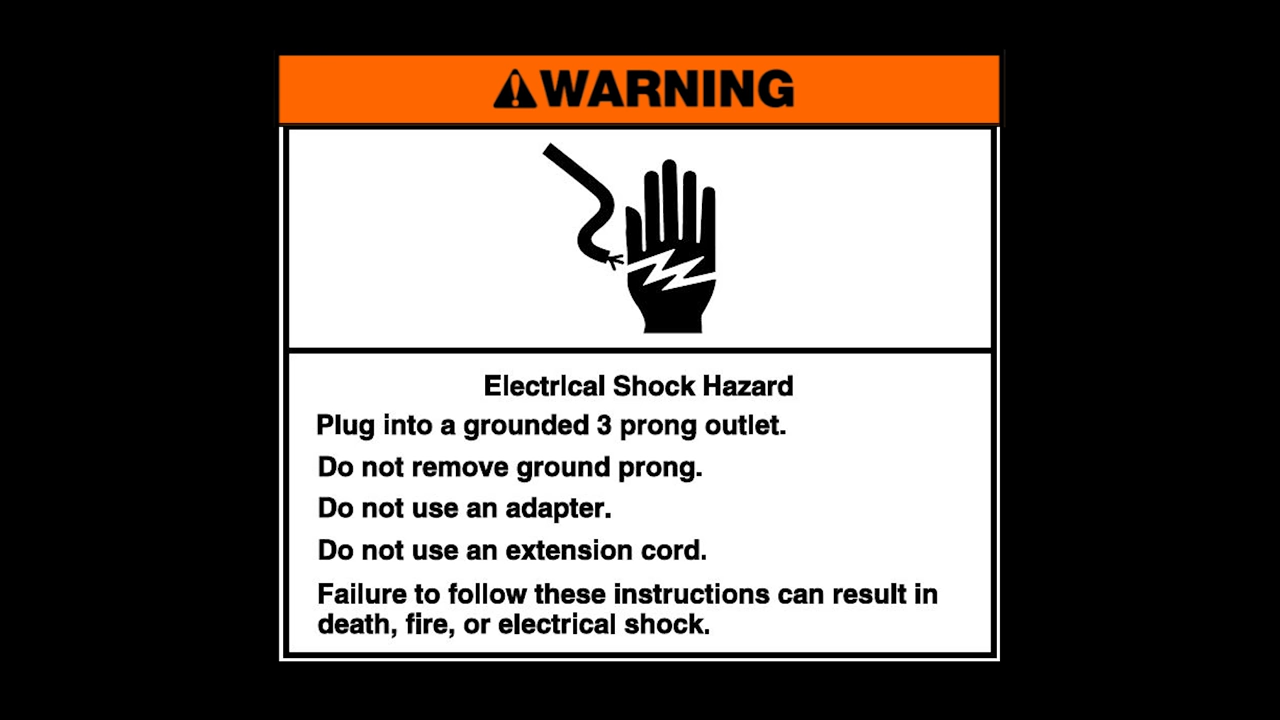 WARNING
Electrical Shock Hazard
Plug into a grounded 3 prong outlet.
Do not remove ground prong.
Do not use an adapter.
Do not use an extension cord.
Failure to follow these instructions can result in
death, fire, or electrical shock.